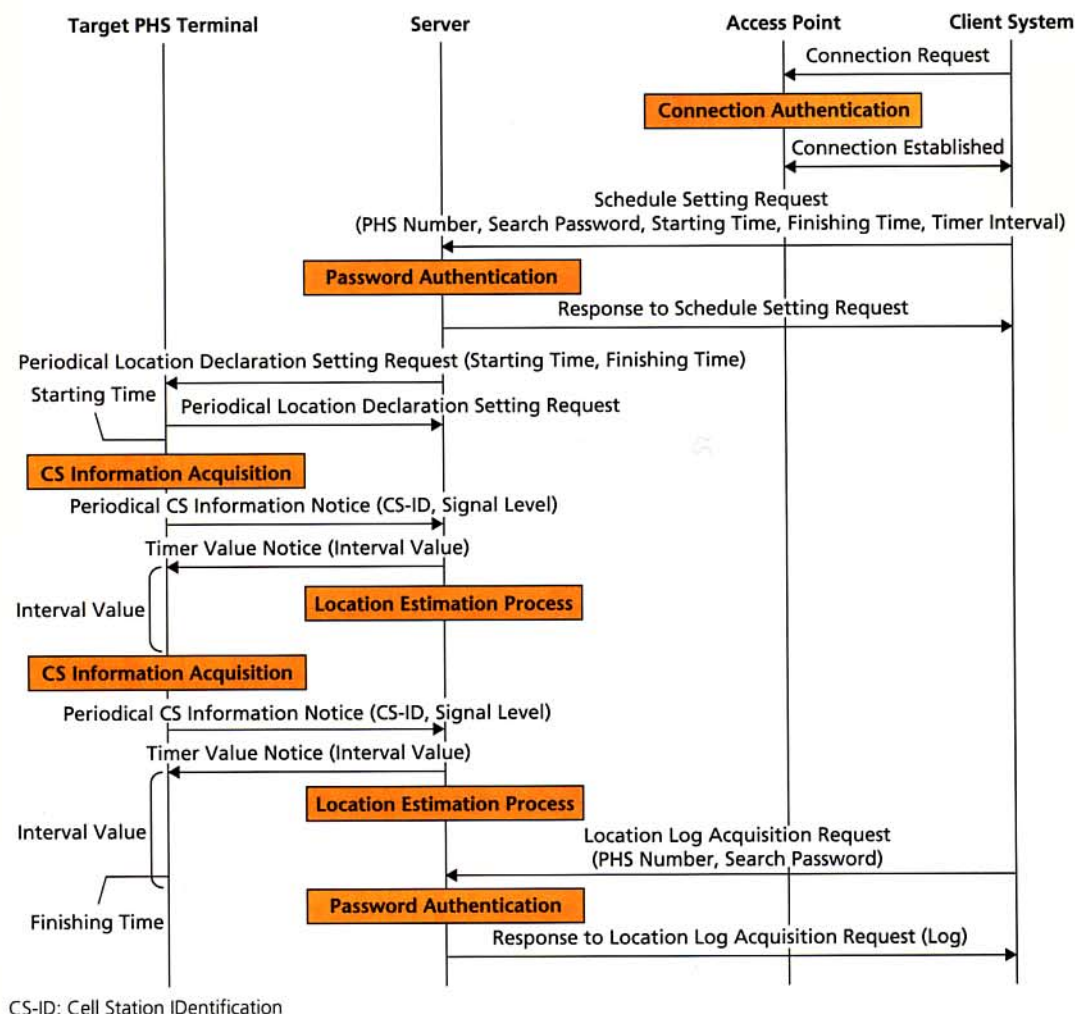 Target PHS Terminal
Server
Access Point
Client System
Connection Request
Connection Authentication
Connection Established
Schedule Setting Request
(PHS Number, Search Password, Starting Time, Finishing Time, Timer Interval)
Password Authentication
Response to Schedule Setting Request
Periodical Location Declaration Setting Request (Starting Time, Finishing Time)
Starting Time
Periodical Location Declaration Setting Request
CS Information Acquisition
Periodical CS Information Notice (CS-ID, Signal Level)
Timer Value Notice (Interval Value)
Interval Value
Location Estimation Process
CS Information Acquisition
Periodical CS Information Notice (CS-ID, Signal Level)
Timer Value Notice (Interval Value)
Location Estimation Process
Interval Value
Location Log Acquisition Request
(PHS Number, Search Password)
Password Authentication
Finishing Time
Response to Location Log Acquisition Request (Log)
CS-ID: Cell Station IDentification